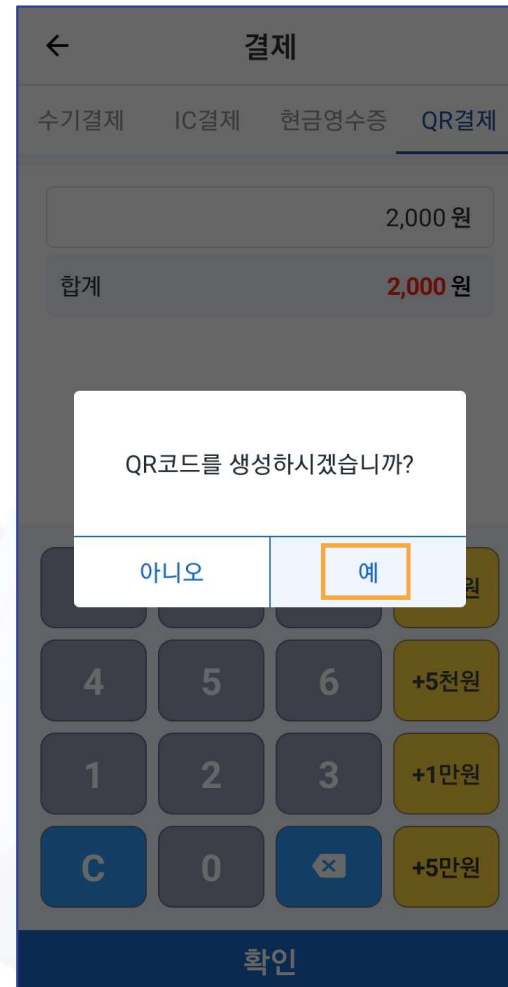 결제
수기결제 IC결제 현금영수증 QR결제
2,000 원
합계 2,000 원
QR코드를 생성하시겠습니까?
아니오 예
4 5 6 +5천원
1 2 3 +1만원
C 0 +5만원
확인